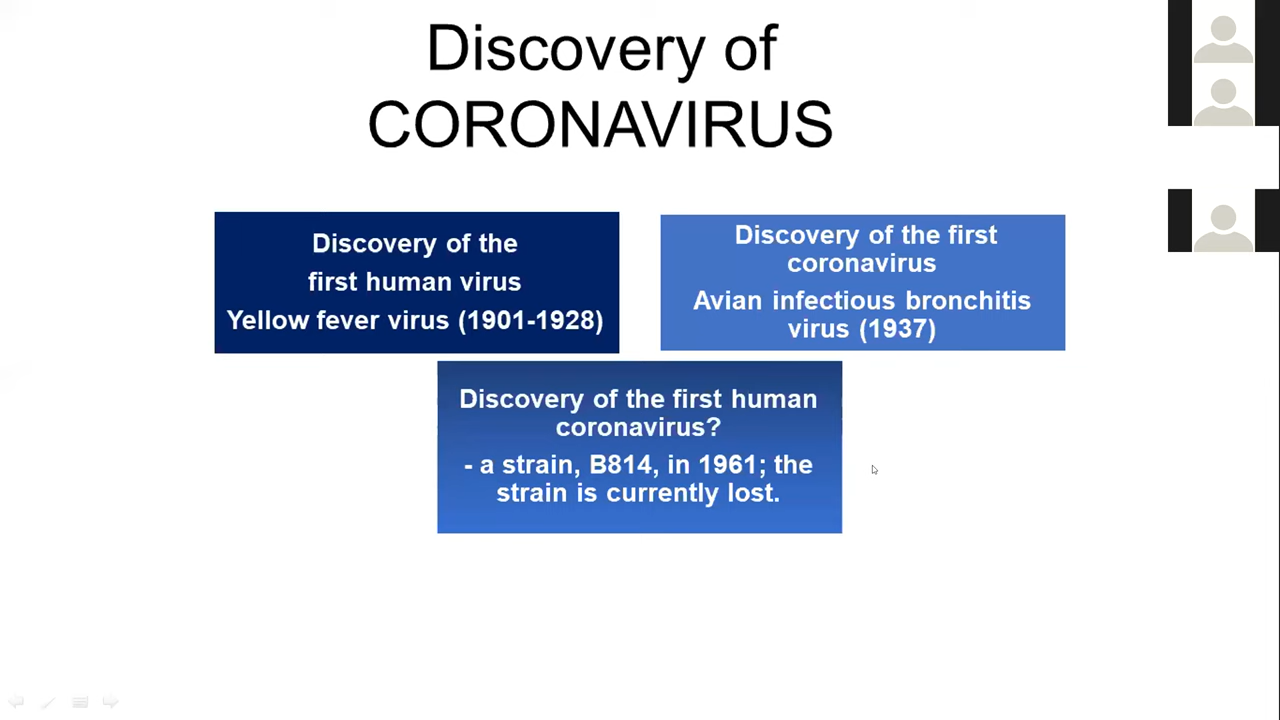 Discovery of
CORONAVIRUS
Discovery of the
first human virus
Yellow fever virus (1901-1928)
Discovery of the first
coronavirus
Avian infectious bronchitis
virus (1937)
Discovery of the first human
coronavirus?
- a strain, B814, in 1961; the
strain is currently lost.